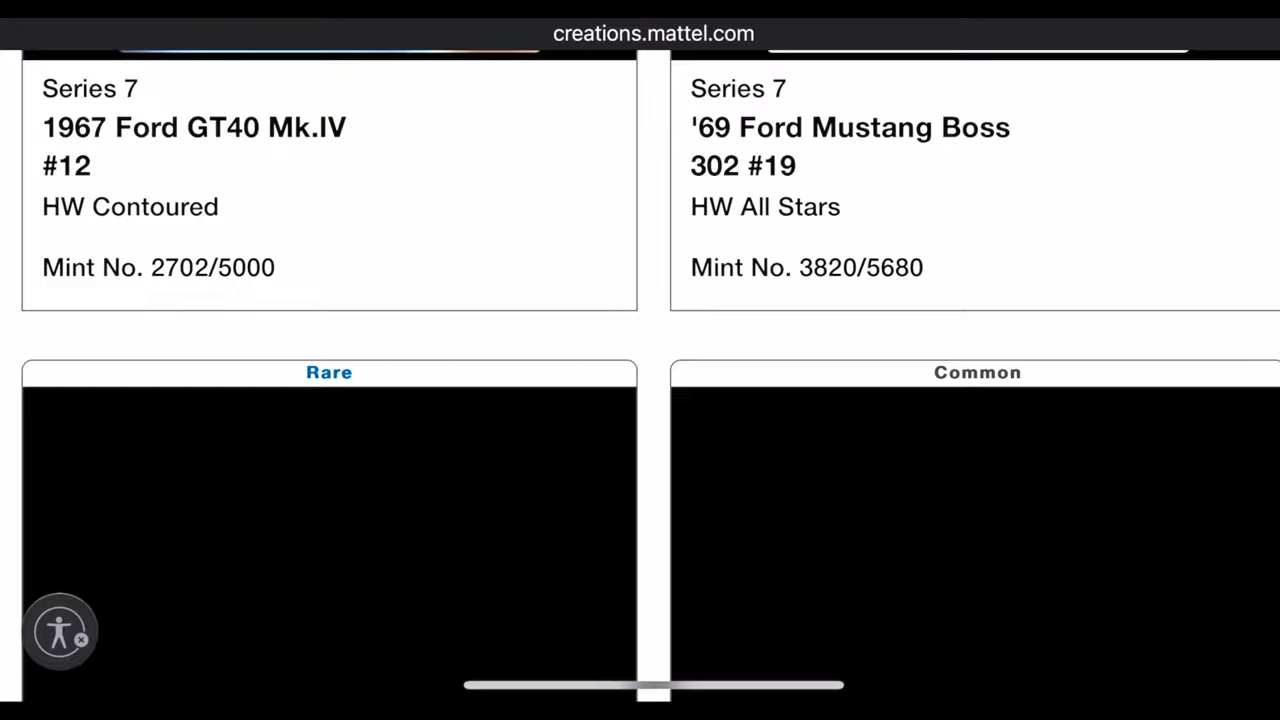 creations.mattel.com
Series 7
1967 Ford GT40 Mk.IV
#12
HW Contoured
Mint No. 2702/5000
Series 7
'69 Ford Mustang Boss
302 #19
HW All Stars
Mint No. 3820/5680
Rare
Common